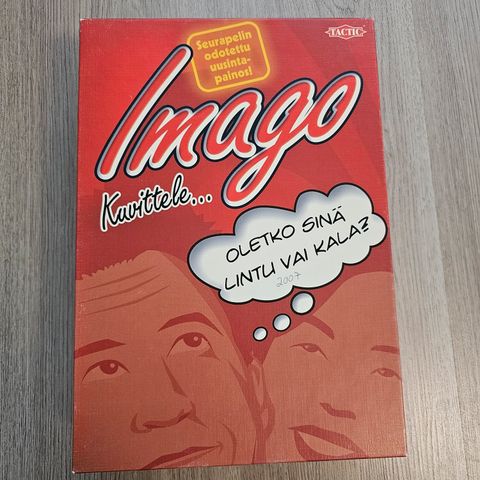 Seurapelin
odotettu
uusinta-
painos!
TACTIC
Imago
Kuvittele...
OLETKO SINÄ
LINTU VAI KALA?
2007